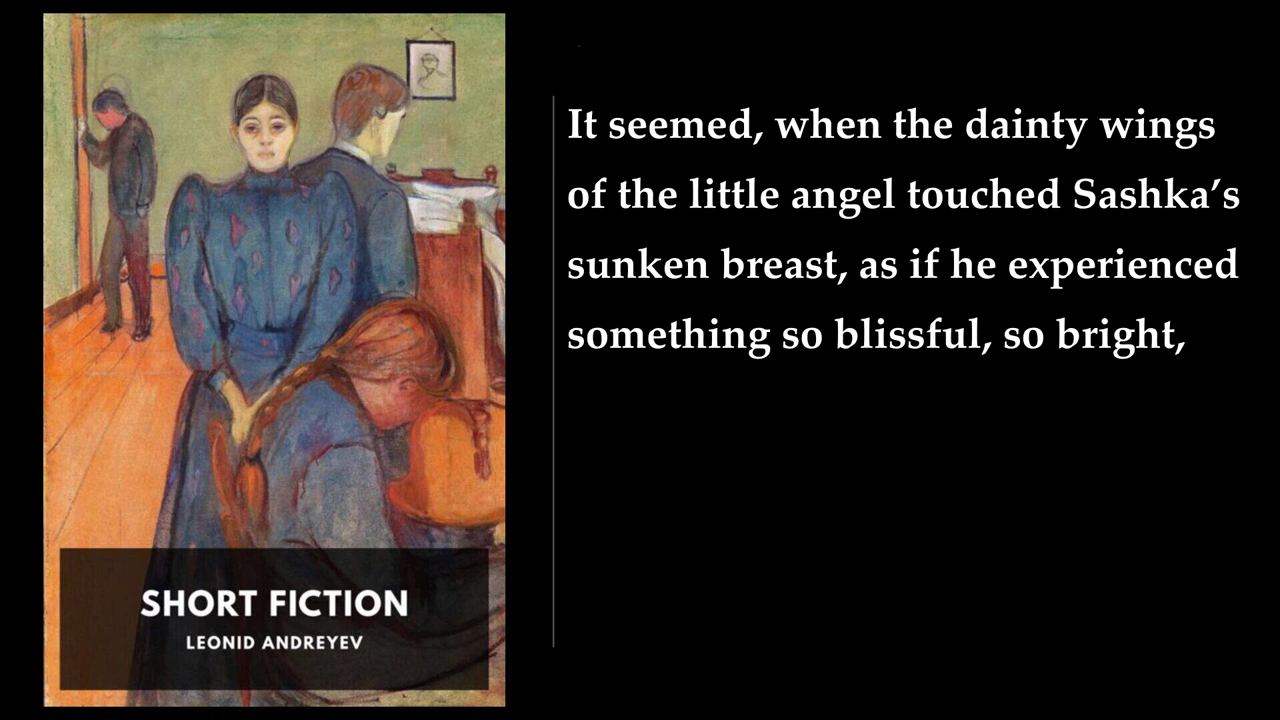 SHORT FICTION
LEONID ANDREYEV
It seemed, when the dainty wings
of the little angel touched Sashka’s
sunken breast, as if he experienced
something so blissful, so bright,